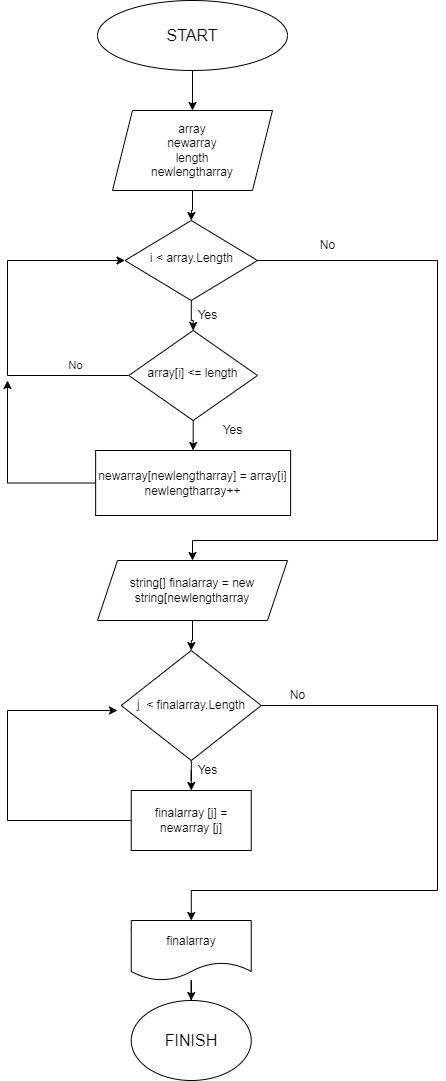 START
array
newarray
length
newlengtharray
i < array.Length
No
Yes
array[i] <= length
No
Yes
newarray[newlengtharray] = array[i]
newlengtharray++
string[] finalarray = new
string[newlengtharray
j < finalarray.Length
No
Yes
finalarray [j] =
newarray [j]
finalarray
FINISH